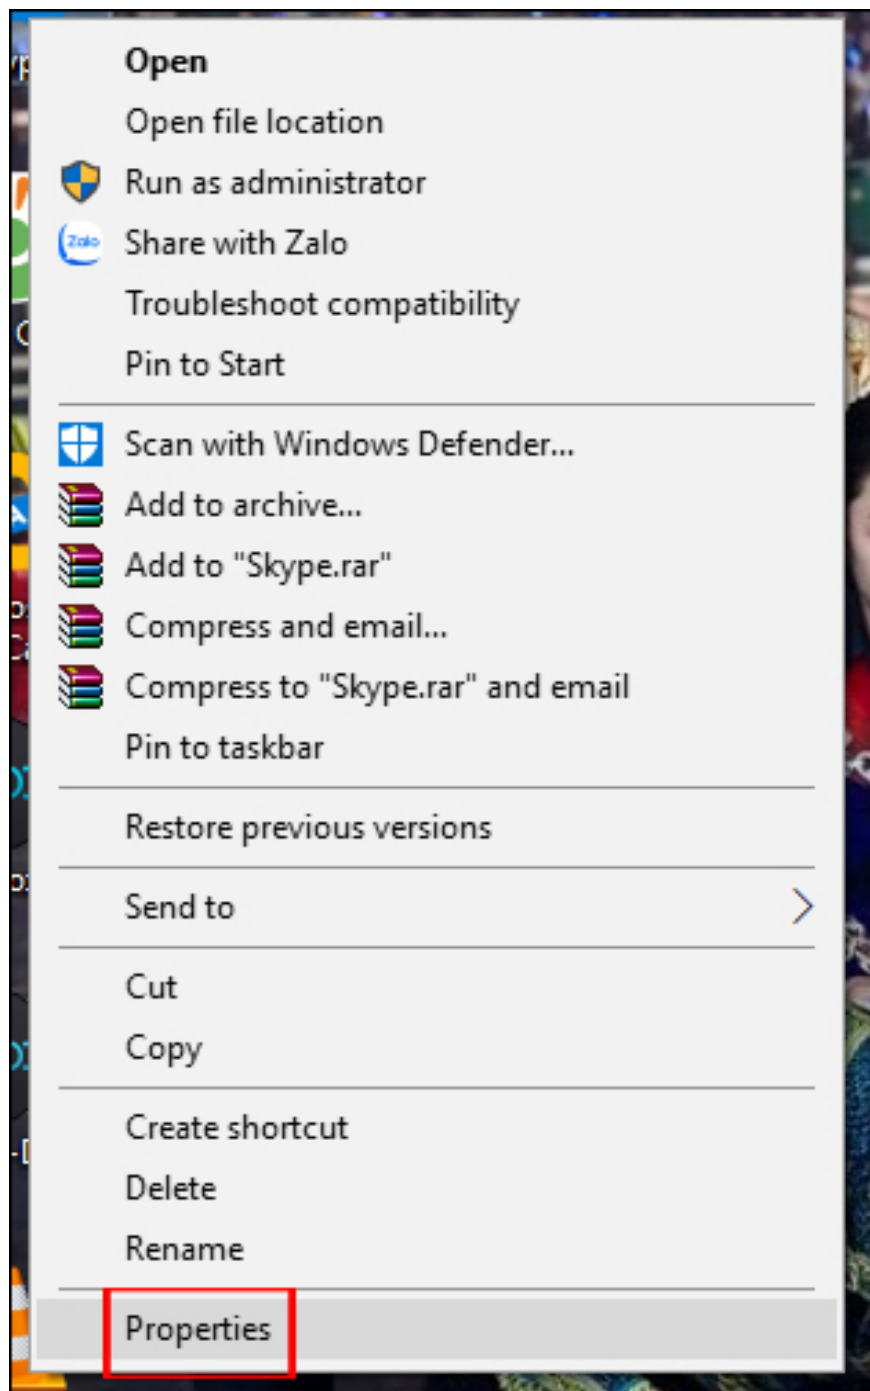 Open
Open file location
Run as administrator
Zalo
Share with Zalo
Troubleshoot compatibility
Pin to Start
Scan with Windows Defender...
Add to archive...
Add to "Skype.rar"
Compress and email...
Compress to "Skype.rar" and email
Pin to taskbar
Restore previous versions
Send to
Cut
Copy
Create shortcut
Delete
Rename
Properties